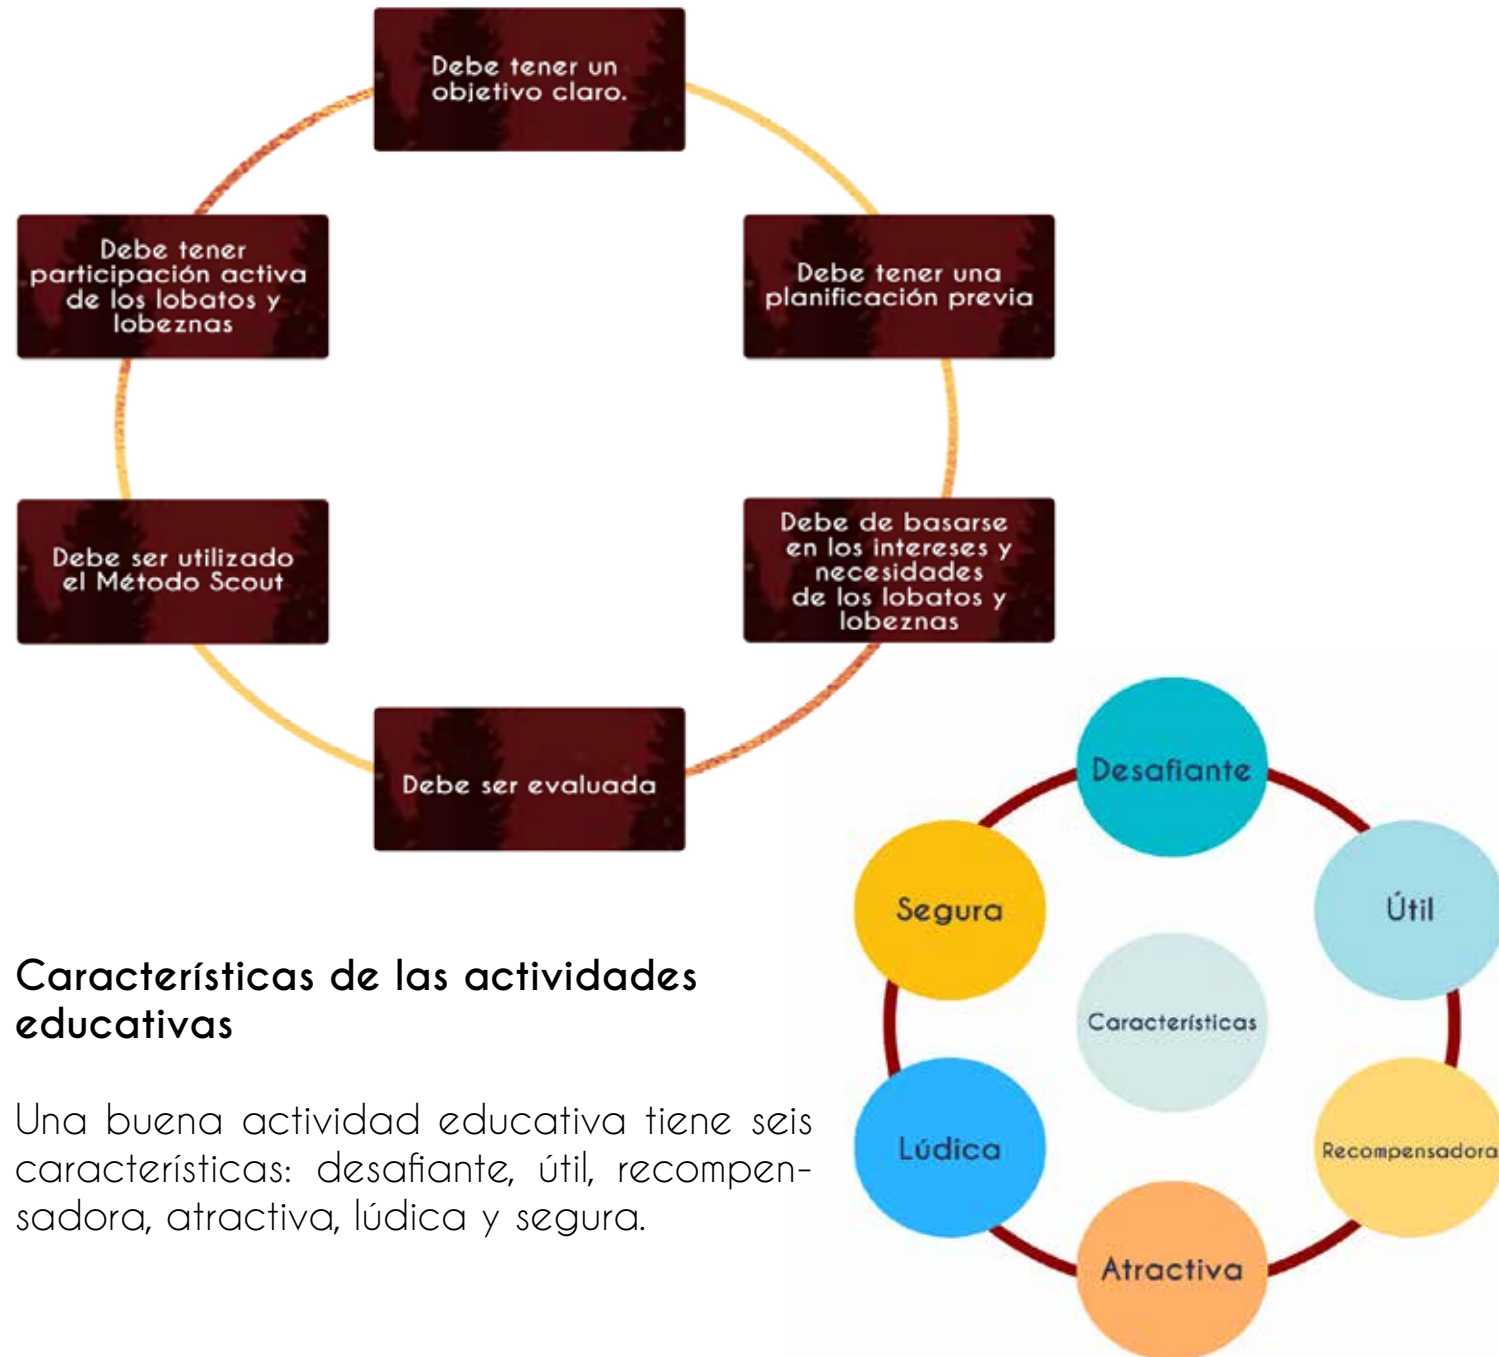 Debe tener un
objetivo claro.
Debe tener
participación activa
de los lobatos y
lobeznas
Debe tener una
planificación previa
Debe ser utilizado
el Método Scout
Debe de basarse
en los intereses y
necesidades
de los lobatos y
lobeznas
Debe ser evaluada
Características de las actividades
educativas
Una buena actividad educativa tiene seis
características: desafiante, útil, recompen-
sadora, atractiva, lúdica y segura.
Desafiante
Segura
Útil
Características
Lúdica
Recompensadora
Atractiva